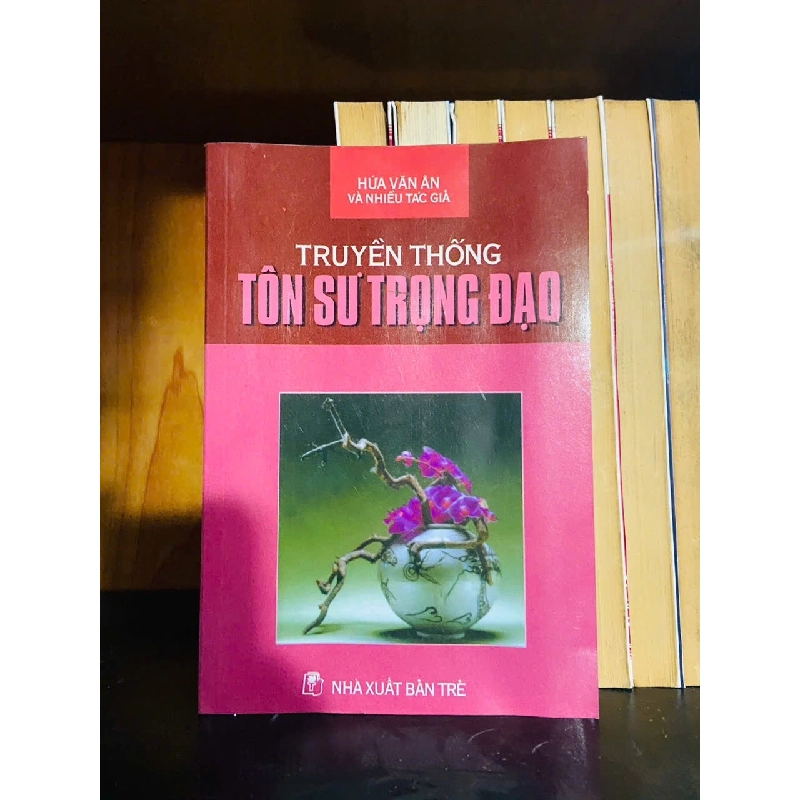 HỨA VĂN ÂN
VÀ NHIỀU TÁC GIẢ
TRUYỀN THỐNG
TÔN SƯ TRỌNG ĐẠO
NHÀ XUẤT BẢN TRẺ